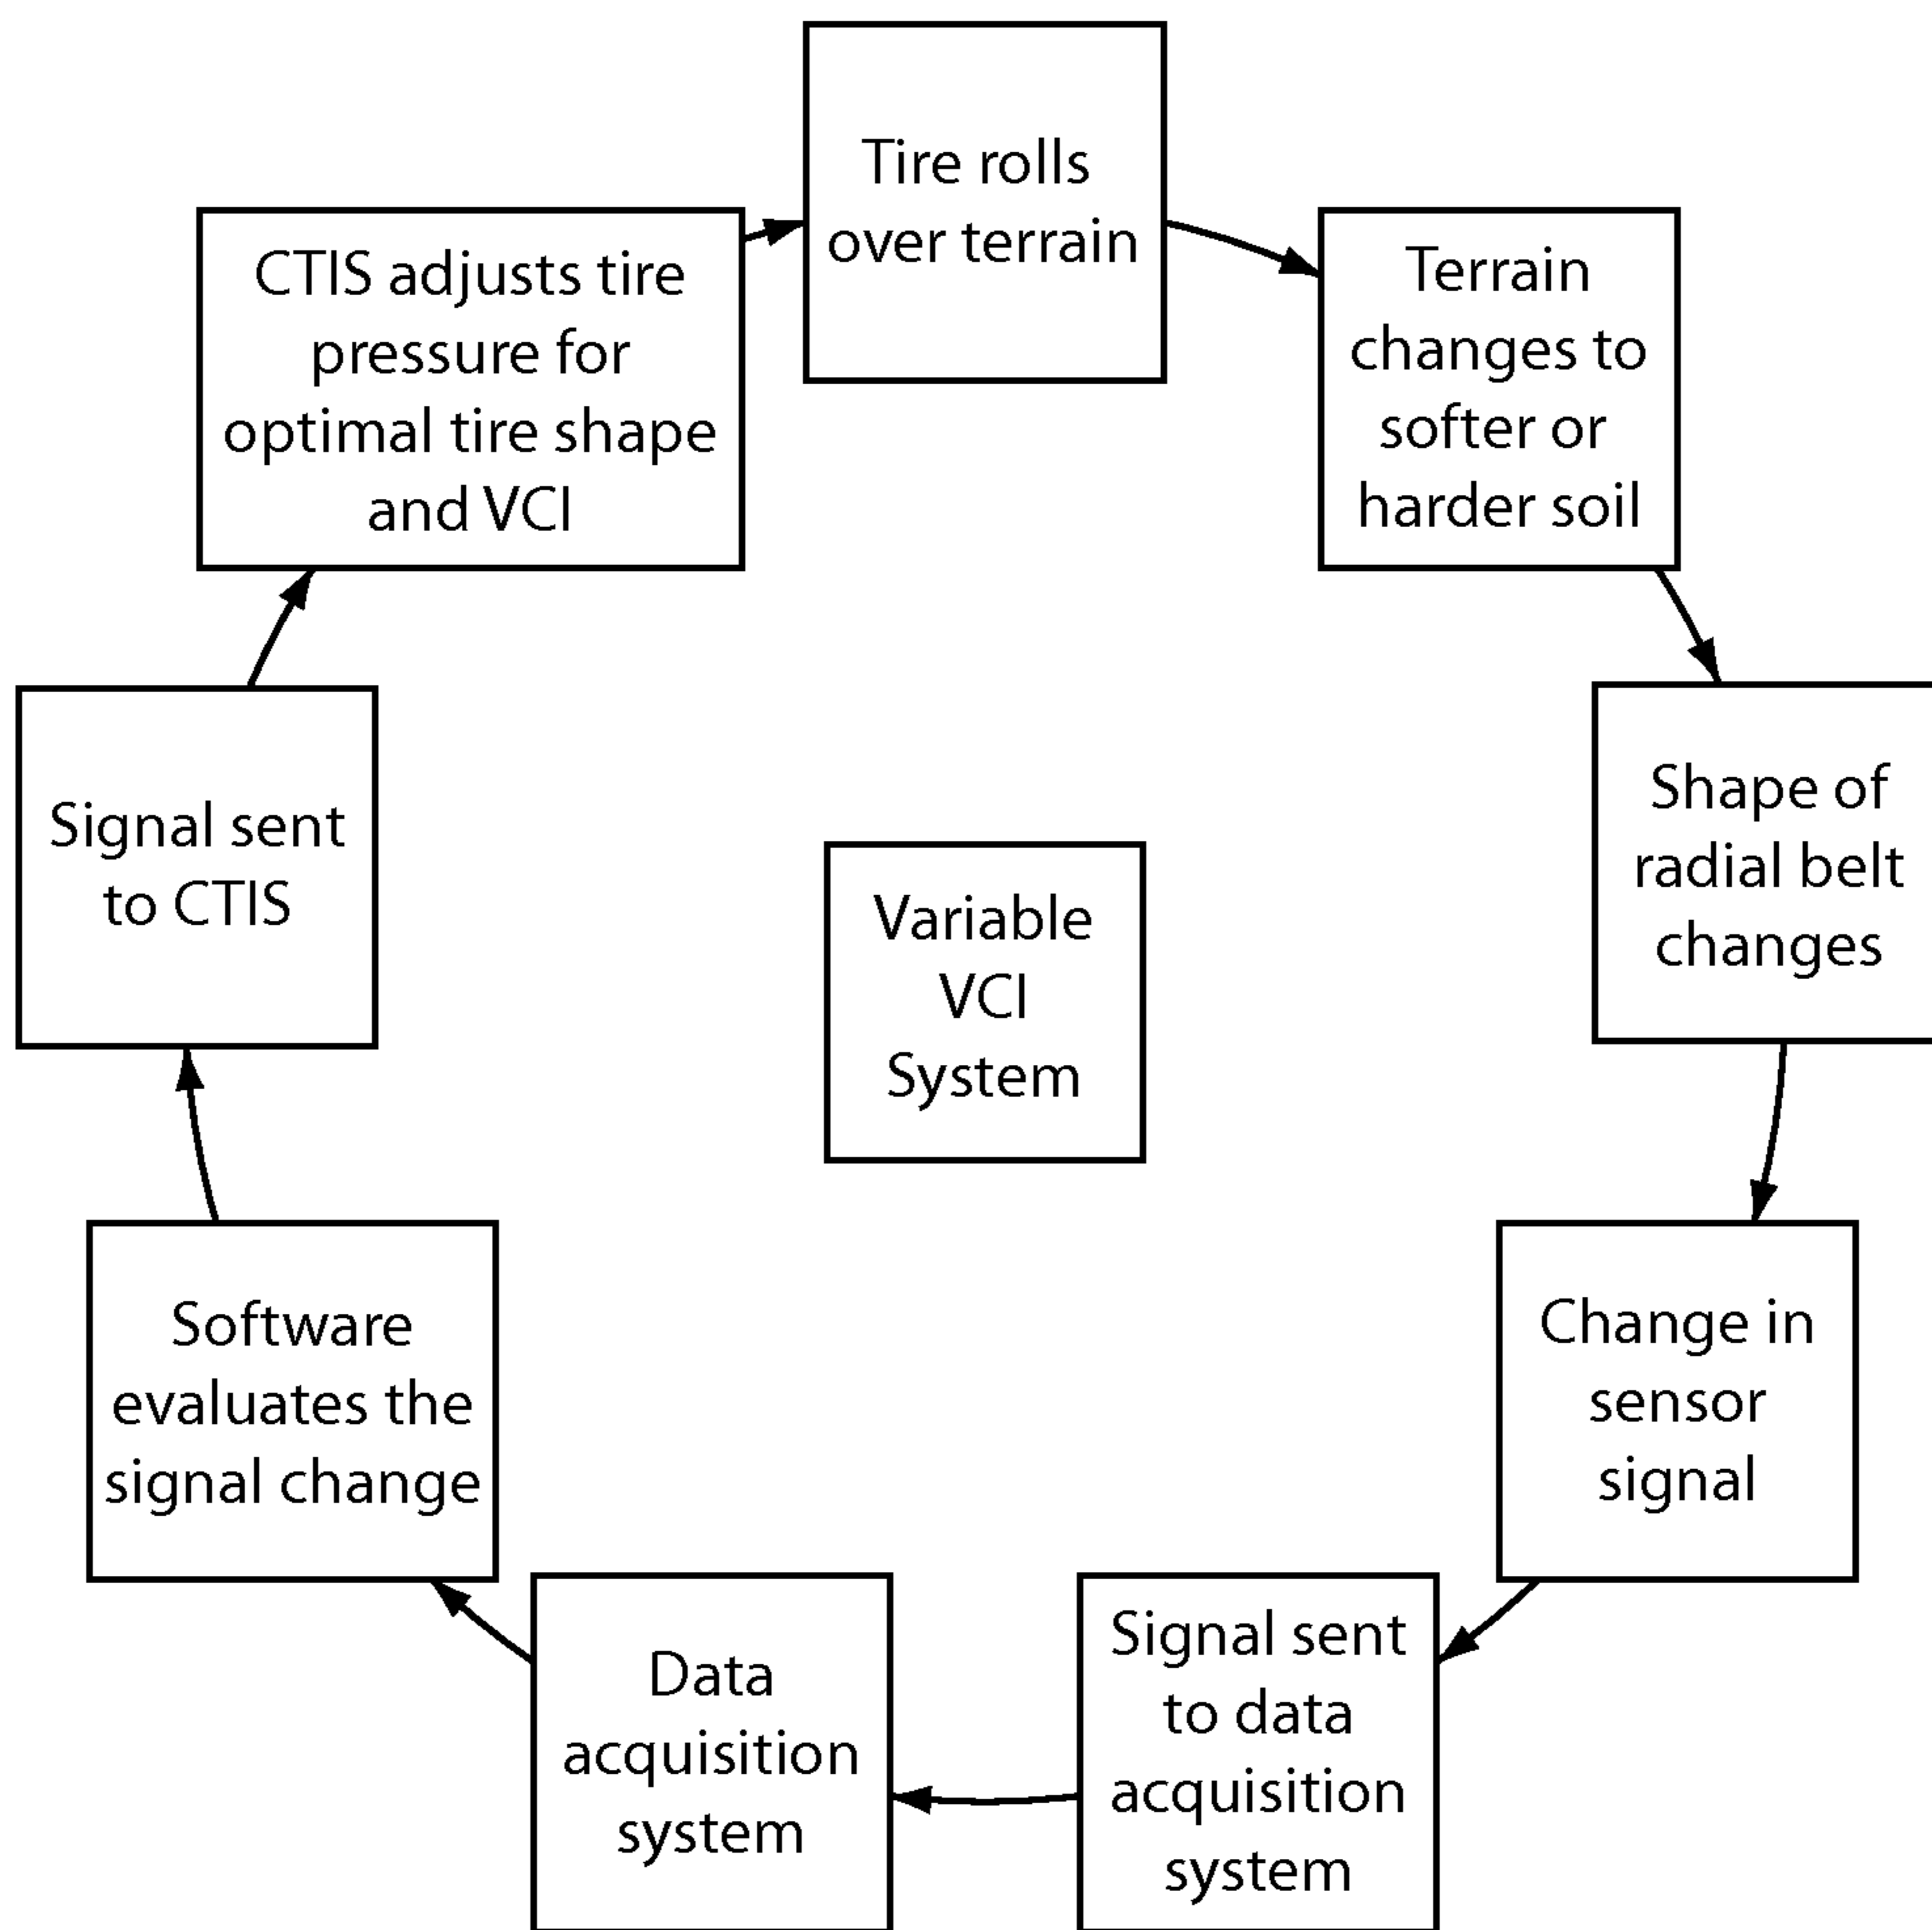 Tire rolls
over terrain
Terrain
changes to
softer or
harder soil
Shape of
radial belt
changes
Change in
sensor
signal
Signal sent
to data
acquisition
system
Data
acquisition
system
Software
evaluates the
signal change
Signal sent
to CTIS
CTIS adjusts tire
pressure for
optimal tire shape
and VCI
Variable
VCI
System